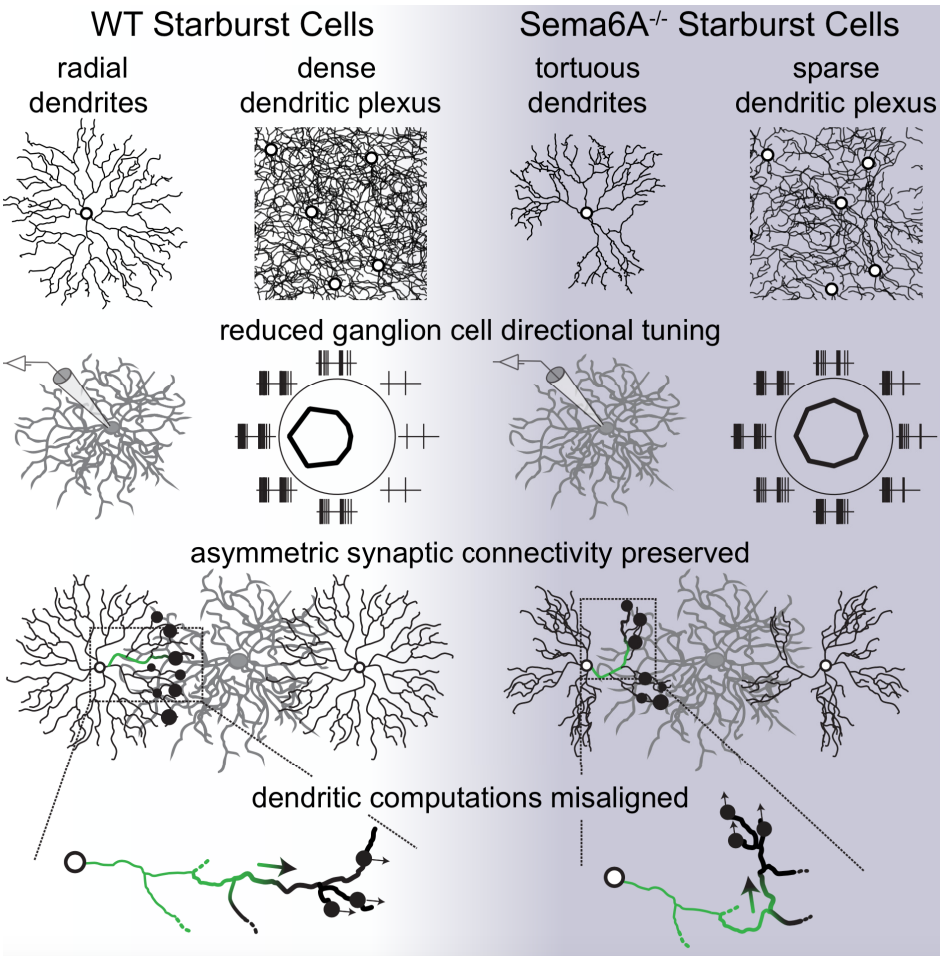 WT Starburst Cells
Sema6A-/- Starburst Cells
radial
dendrites
dense
dendritic plexus
tortuous
dendrites
sparse
dendritic plexus
reduced ganglion cell directional tuning
asymmetric synaptic connectivity preserved
dendritic computations misaligned